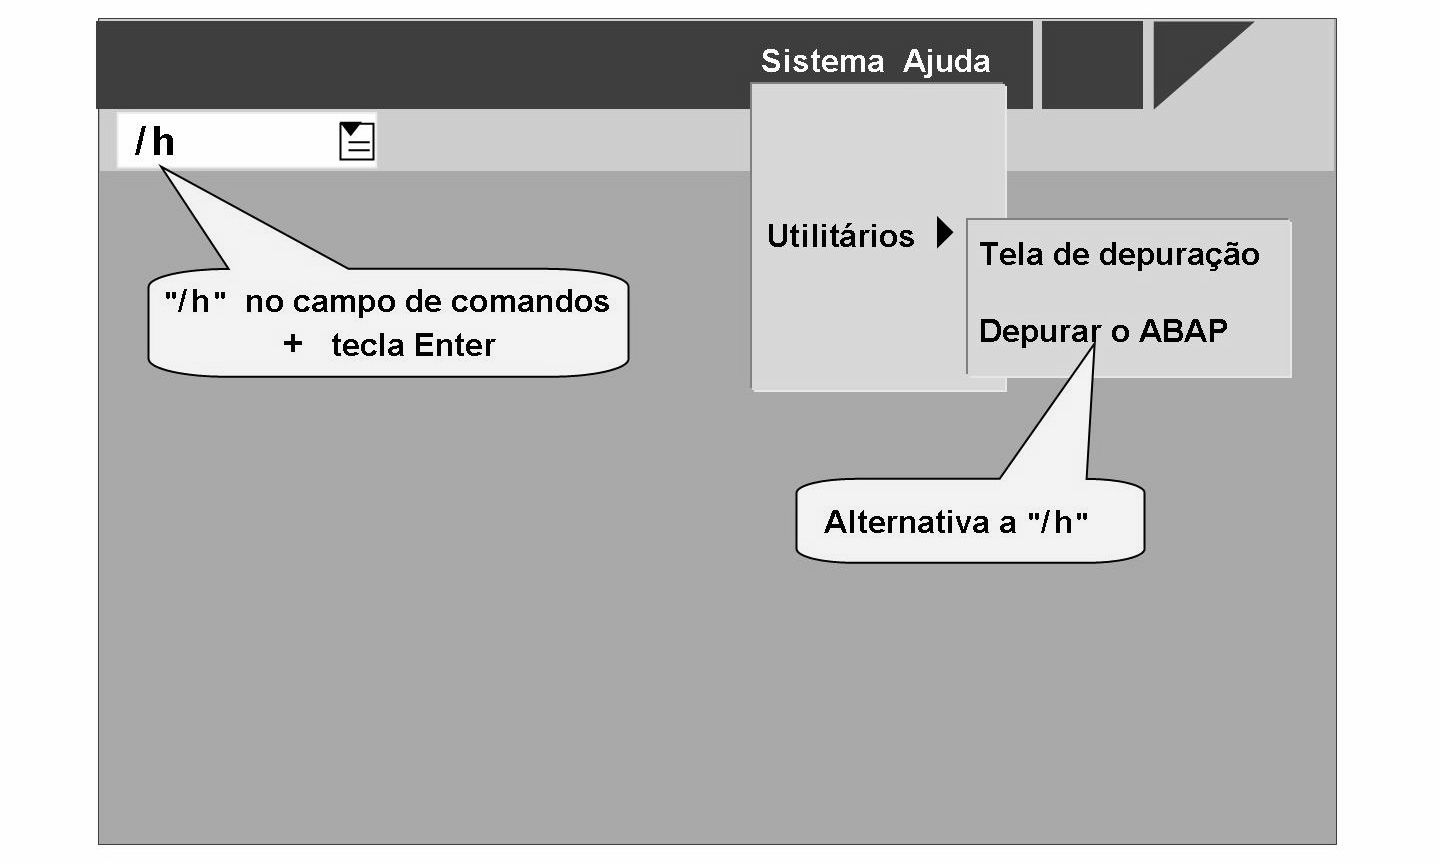 Sistema Ajuda
/h
Utilitários
Tela de depuração
"/h" no campo de comandos
+ tecla Enter
Depurar o ABAP
Alternativa a "/h"